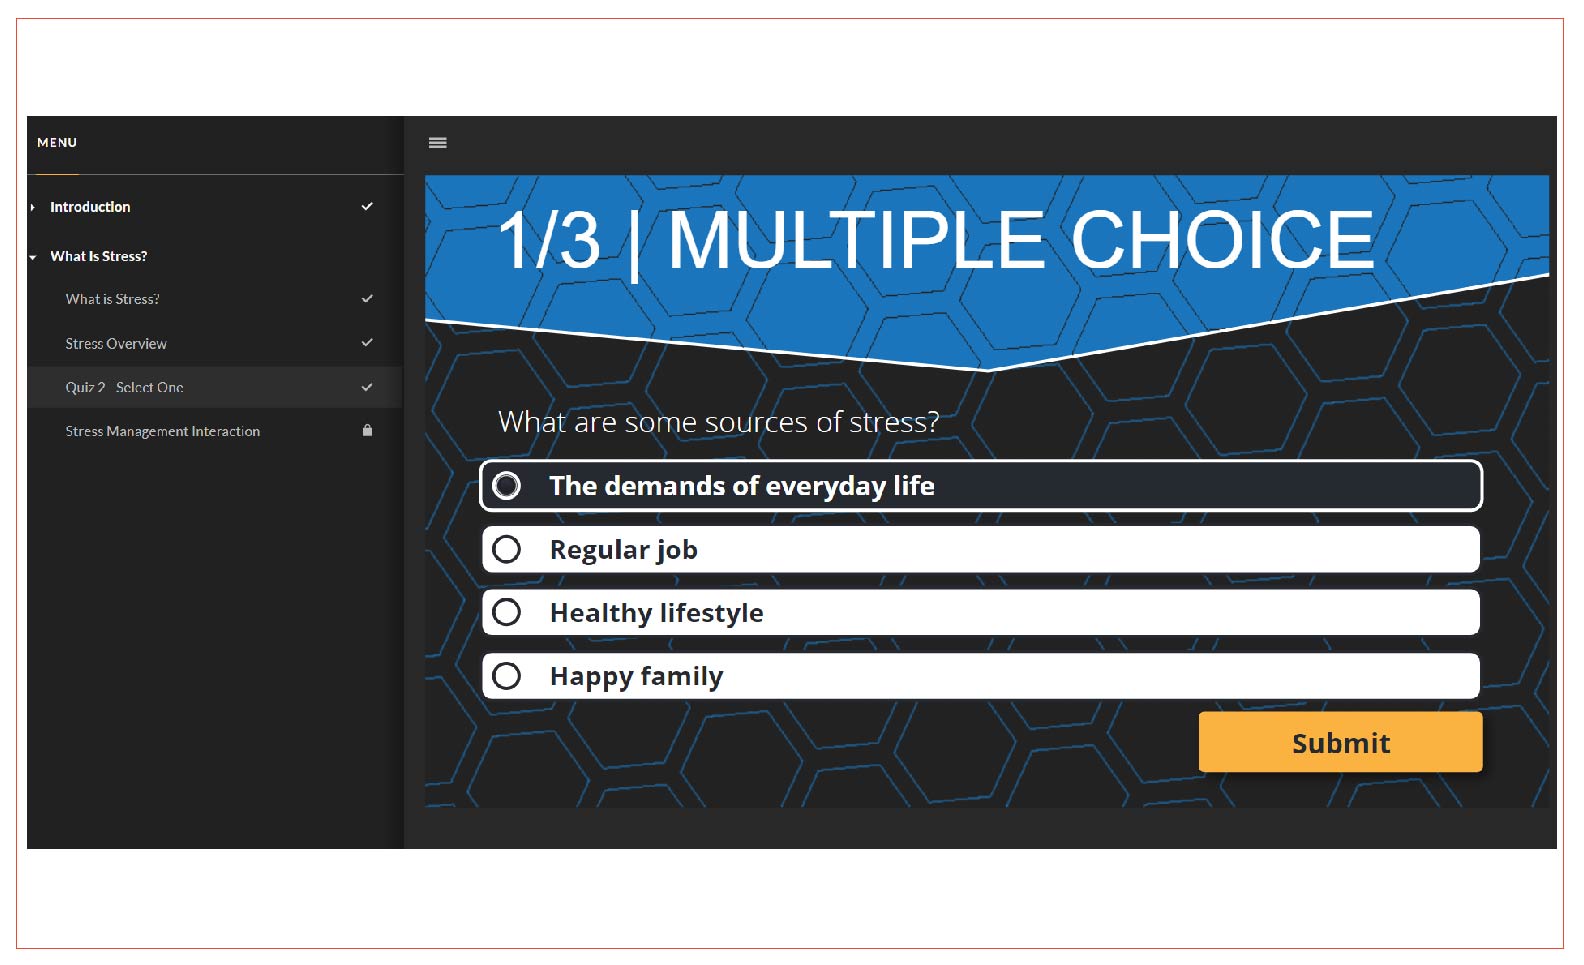 MENU
Introduction
What Is Stress?
What is Stress?
Stress Overview
Quiz 2 - Select One
Stress Management Interaction
1/3 | MULTIPLE CHOICE
What are some sources of stress?
The demands of everyday life
Regular job
Healthy lifestyle
Happy family
Submit